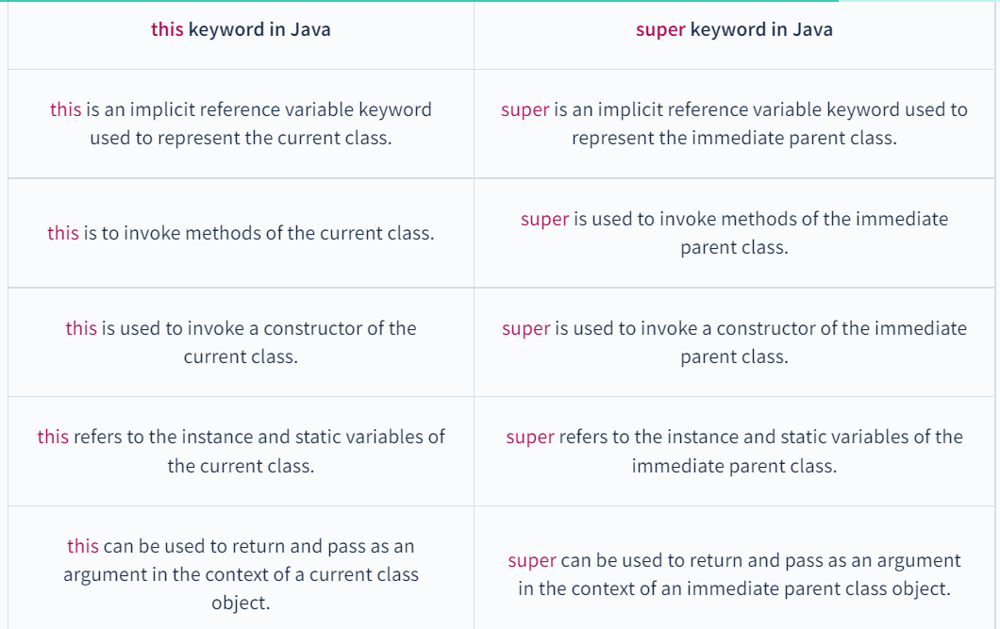 this keyword in Java
super keyword in Java
this is an implicit reference variable keyword
used to represent the current class.
super is an implicit reference variable keyword used to
represent the immediate parent class.
this is to invoke methods of the current class.
super is used to invoke methods of the immediate
parent class.
this is used to invoke a constructor of the
current class.
super is used to invoke a constructor of the immediate
parent class.
this refers to the instance and static variables of
the current class.
super refers to the instance and static variables of the
immediate parent class.
this can be used to return and pass as an
argument in the context of a current class
object.
super can be used to return and pass as an argument
in the context of an immediate parent class object.